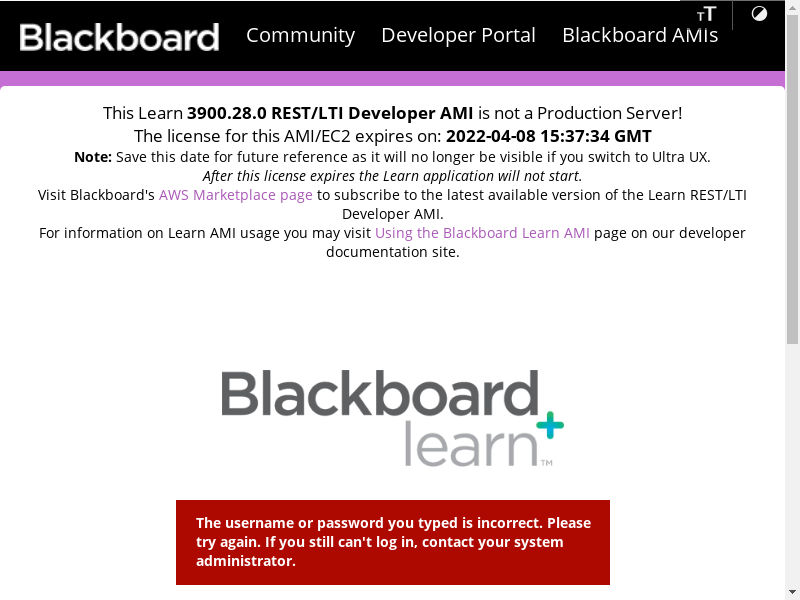 TT
Blackboard Community Developer Portal Blackboard AMIs
This Learn 3900.28.0 REST/LTI Developer AMI is not a Production Server!
The license for this AMI/EC2 expires on: 2022-04-08 15:37:34 GMT
Note: Save this date for future reference as it will no longer be visible if you switch to Ultra UX.
After this license expires the Learn application will not start.
Visit Blackboard's AWS Marketplace page to subscribe to the latest available version of the Learn REST/LTI
Developer AMI.
For information on Learn AMI usage you may visit Using the Blackboard Learn AMI page on our developer
documentation site.
Blackboard
learn+™
The username or password you typed is incorrect. Please
try again. If you still can't log in, contact your system
administrator.